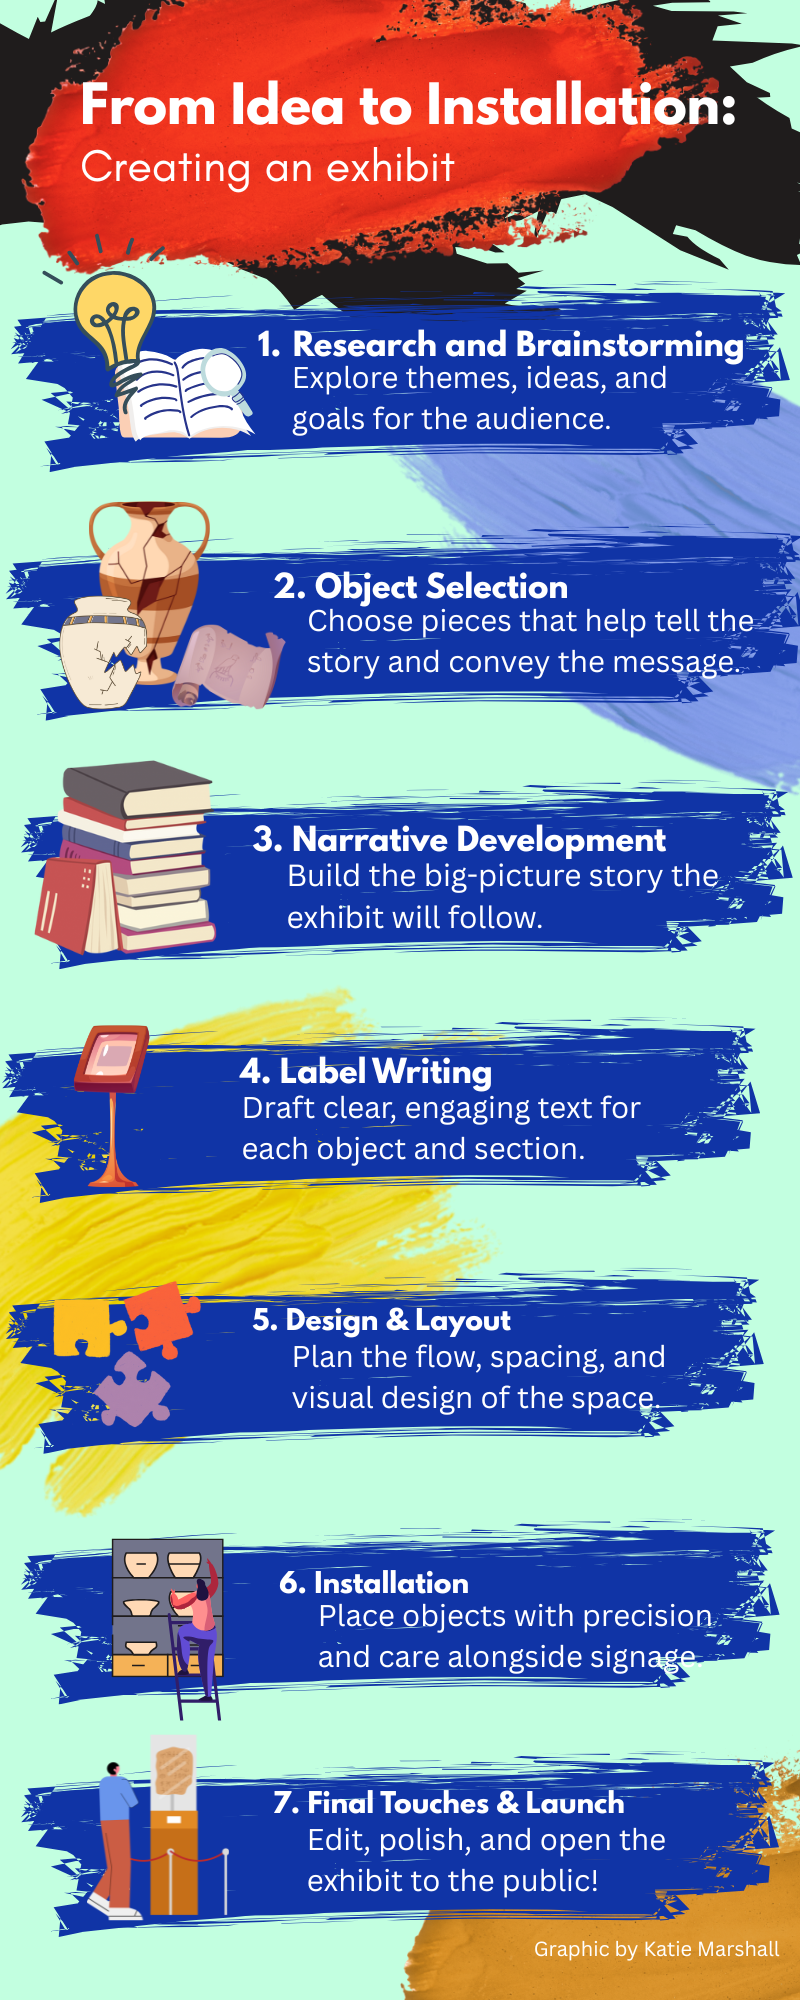 From Idea to Installation:
Creating an exhibit
1. Research and Brainstorming
Explore themes, ideas, and
goals for the audience.
2. Object Selection
Choose pieces that help tell the
story and convey the message.
3. Narrative Development
Build the big-picture story the
exhibit will follow.
4. Label Writing
Draft clear, engaging text for
each object and section.
5. Design & Layout
Plan the flow, spacing, and
visual design of the space.
6. Installation
Place objects with precision
and care alongside signage.
7. Final Touches & Launch
Edit, polish, and open the
exhibit to the public!
Graphic by Katie Marshall